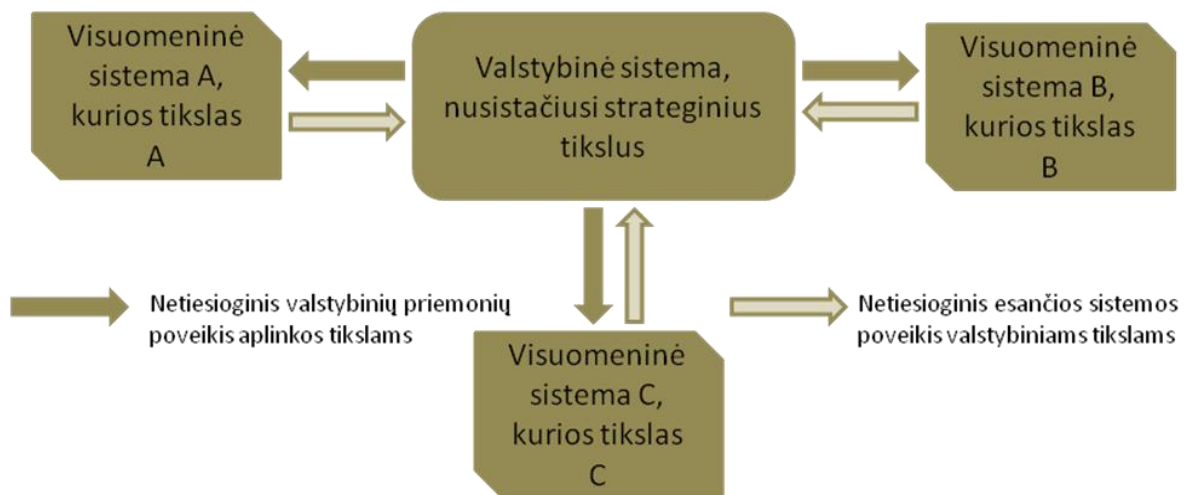 Visuomeninė
sistema A,
kurios tikslas
A
Valstybinė sistema,
nusistačiusi strateginius
tikslus
Visuomeninė
sistema B,
kurios tikslas
B
Netiesioginis valstybinių priemonių
poveikis aplinkos tikslams
Netiesioginis esančios sistemos
poveikis valstybiniams tikslams
Visuomeninė
sistema C,
kurios tikslas
C